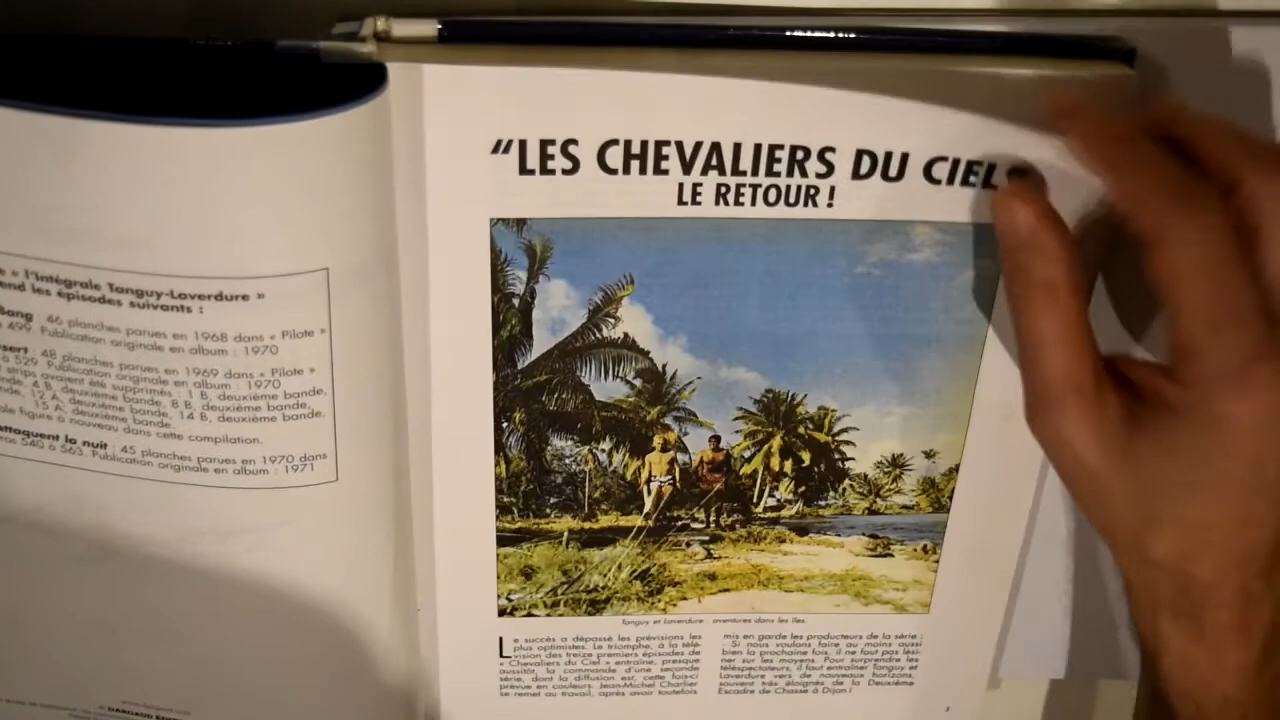 « l'Intégrale Tanguy-Laverdure »
end les épisodes suivants :
Bang : 46 planches parues en 1968 dans « Pilote »
499. Publication originale en album : 1970
sert : 48 planches parues en 1969 dans « Pilote »
à 529. Publication originale en album : 1970
strips avaient été supprimés : 1 B, deuxième bande,
nde, 4 B, deuxième bande, 8 B, deuxième bande,
nde, 12 A, deuxième bande,
15 A, deuxième bande, 14 B, deuxième bande.
ble figure à nouveau dans cette compilation.
attaquent la nuit : 45 planches parues en 1970 dans
ros 540 à 563. Publication originale en album : 1971
DARGAUD
"LES CHEVALIERS DU CIEL
LE RETOUR !
Tanguy et Laverdure : aventures dans les îles.
Le succès a dépassé les prévisions les
plus optimistes. Le triomphe, à la télé-
vision des treize premiers épisodes de
« Chevaliers du Ciel » entraîne, presque
aussitôt, la commande d'une seconde
série, dont la diffusion est, cette fois-ci
prévue en couleurs. Jean-Michel Charlier
se remet au travail, après avoir toutefois
mis en garde les producteurs de la série :
- Si nous voulons faire au moins aussi
bien la prochaine fois, il ne faut pas lési-
ner sur les moyens. Pour surprendre les
téléspectateurs, il faut entraîner Tanguy et
Laverdure vers de nouveaux horizons,
souvent très éloignés de la Deuxième
Escadre de Chasse à Dijon !
3